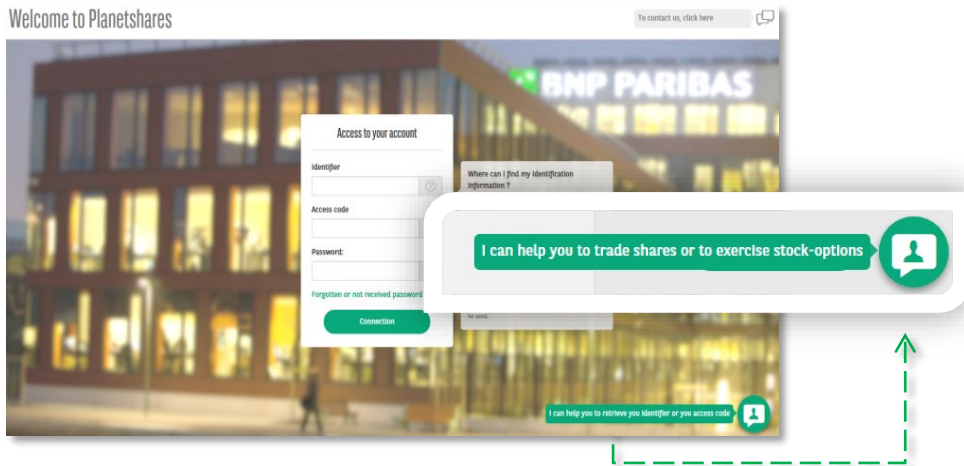 Welcome to Planetshares
To contact us, click here
BNP PARIBAS
Access to your account
Identifier
Access code
Password:
Forgotten or not received password
Connection
Where can I find my identification
information ?
I can help you to trade shares or to exercise stock-options
be send.
I can help you to retrieve you identifier or you access code